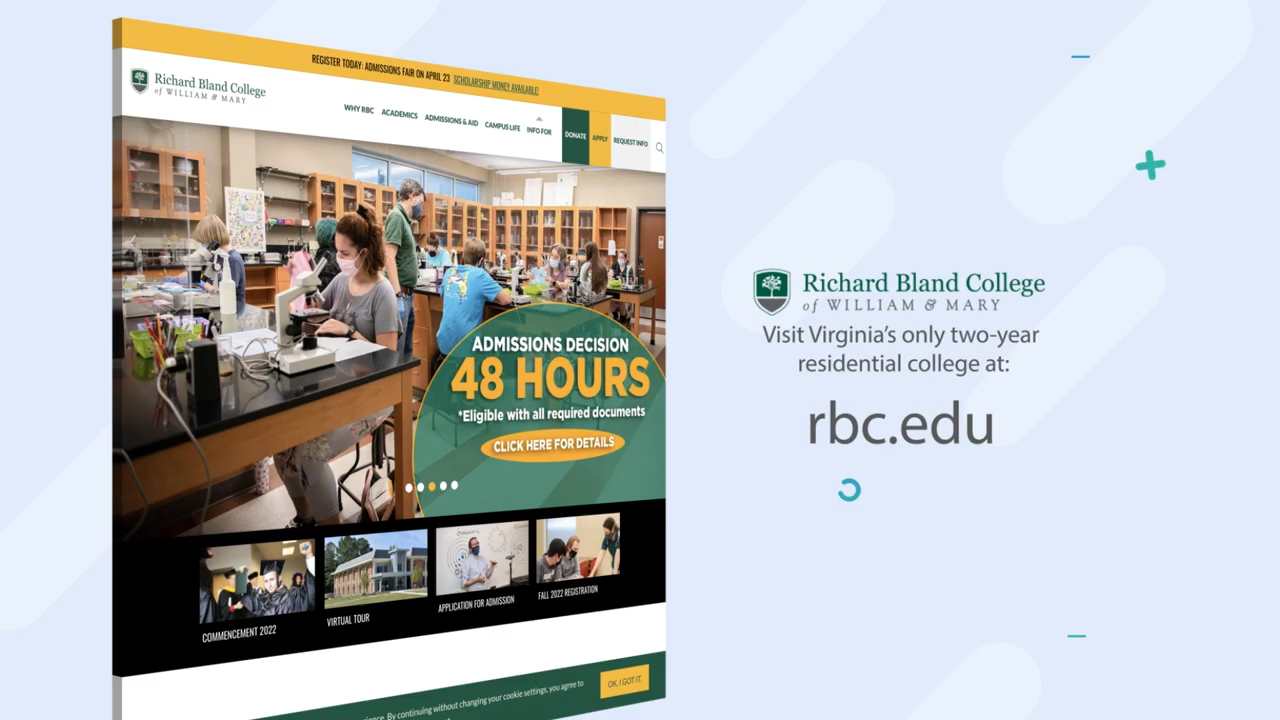 REGISTER TODAY: ADMISSIONS FAIR ON APRIL 23 SCHOLARSHIP MONEY AVAILABLE!
Richard Bland College
of WILLIAM & MARY
WHY RBC ACADEMICS ADMISSIONS & AID CAMPUS LIFE INFO FOR DONATE APPLY REQUEST INFO
ADMISSIONS DECISION
48 HOURS
*Eligible with all required documents
CLICK HERE FOR DETAILS
COMMENCEMENT 2022
VIRTUAL TOUR
APPLICATION FOR ADMISSION
FALL 2022 REGISTRATION
By continuing without changing your cookie settings, you agree to
OK, I GOT IT.
Richard Bland College
of WILLIAM & MARY
Visit Virginia's only two-year
residential college at:
rbc.edu